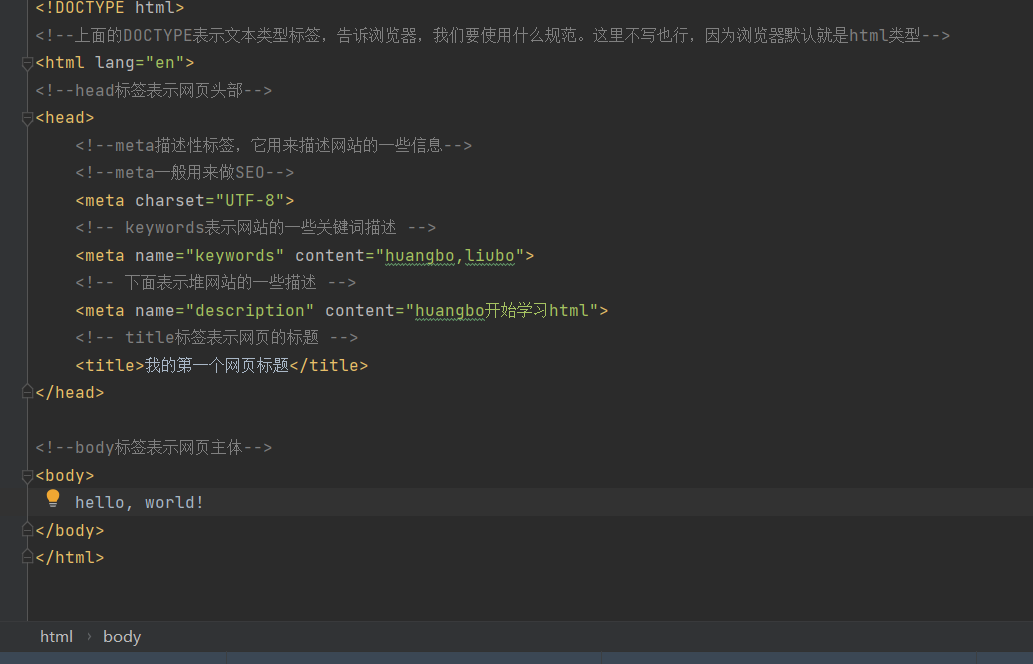 <!DOCTYPE html>
<!--上面的DOCTYPE表示文本类型标签，告诉浏览器，我们要使用什么规范。这里不写也行，因为浏览器默认就是html类型-->
<html lang="en">
<!--head标签表示网页头部-->
<head>
    <!--meta描述性标签，它用来描述网站的一些信息-->
    <!--meta一般用来做SEO-->
    <meta charset="UTF-8">
    <!-- keywords表示网站的一些关键词描述 -->
    <meta name="keywords" content="huangbo,liubo">
    <!-- 下面表示堆网站的一些描述 -->
    <meta name="description" content="huangbo开始学习html">
    <!-- title标签表示网页的标题 -->
    <title>我的第一个网页标题</title>
</head>
<!--body标签表示网页主体-->
<body>
    hello, world!
</body>
</html>
html › body